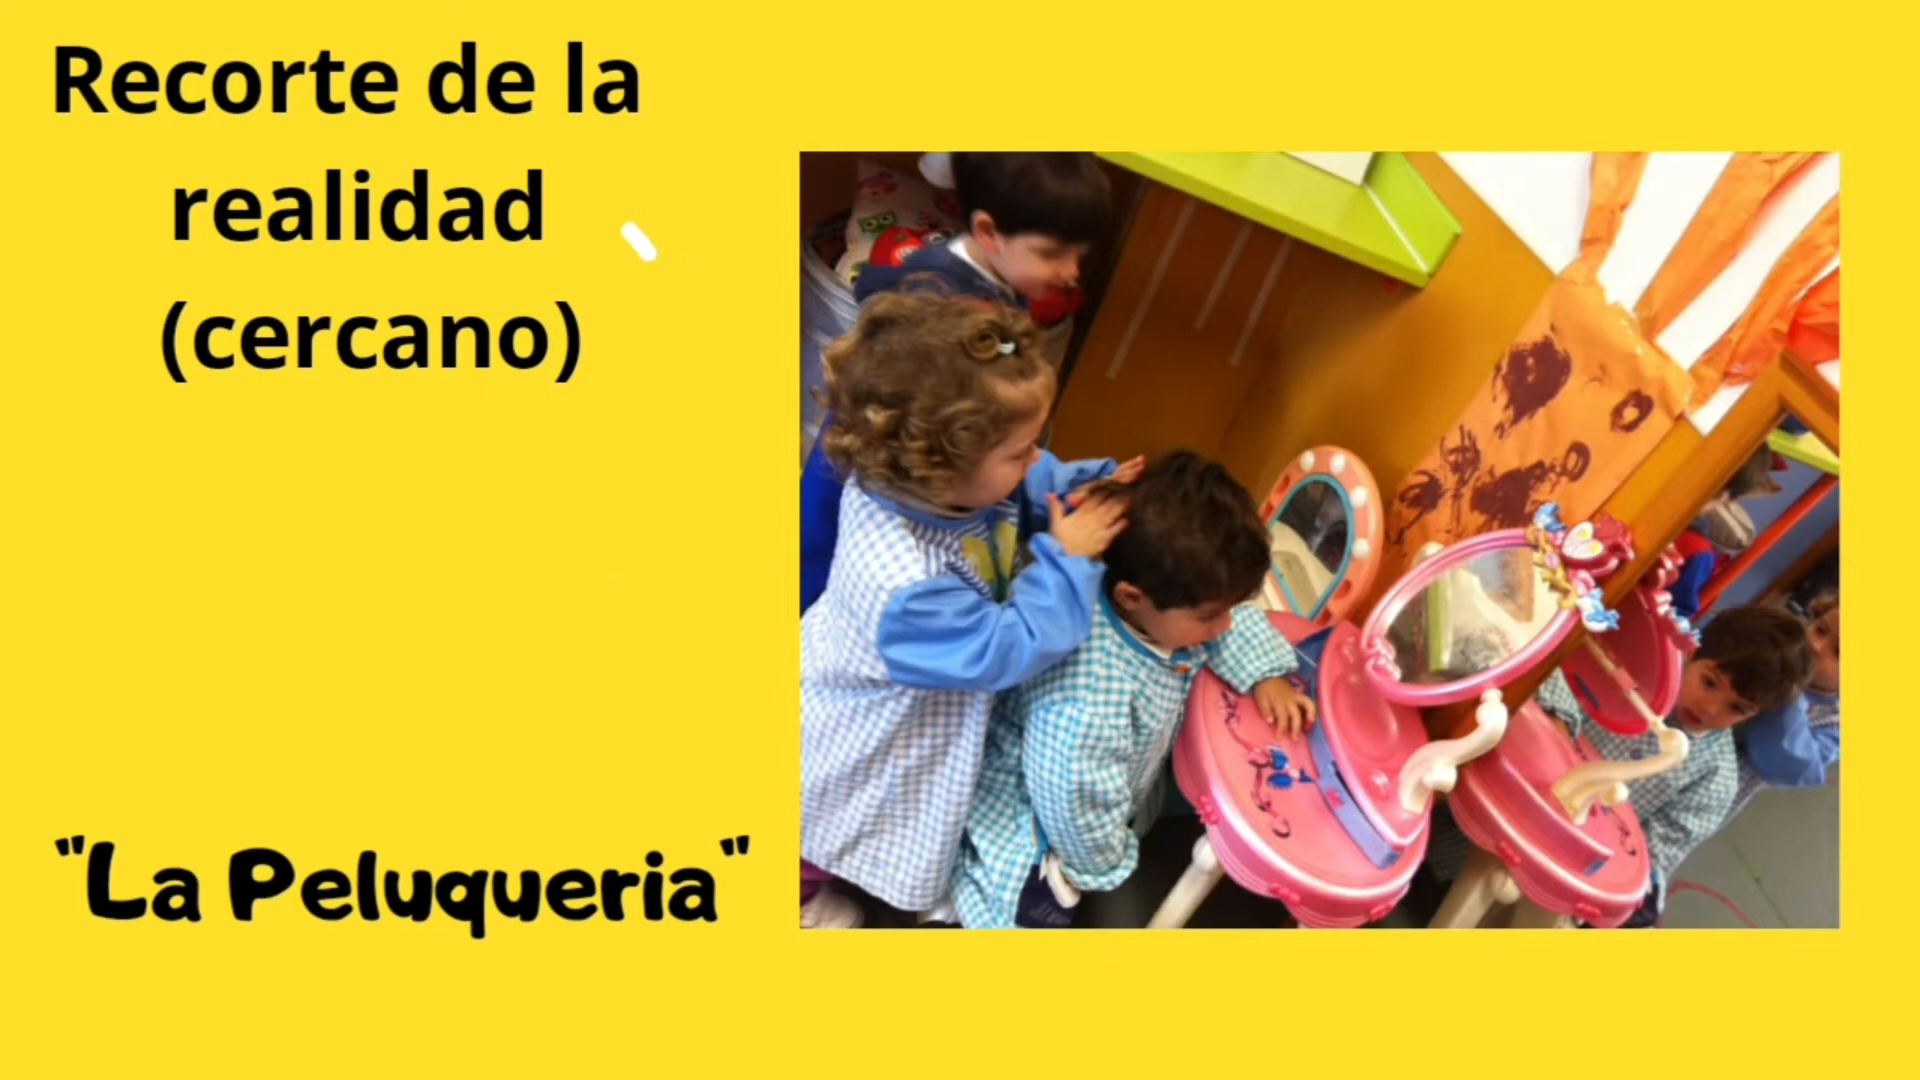 Recorte de la
realidad
(cercano)
"La Peluqueria"